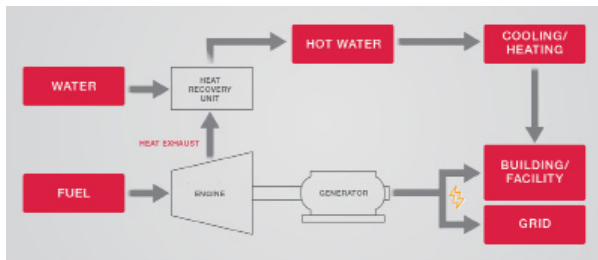 COOLING/
HEATING
HOT WATER
WATER
HEAT
RECOVERY
UNIT
HEAT EXHAUST
BUILDING/
FACILITY
FUEL
ENGINE
GENERATOR
GRID